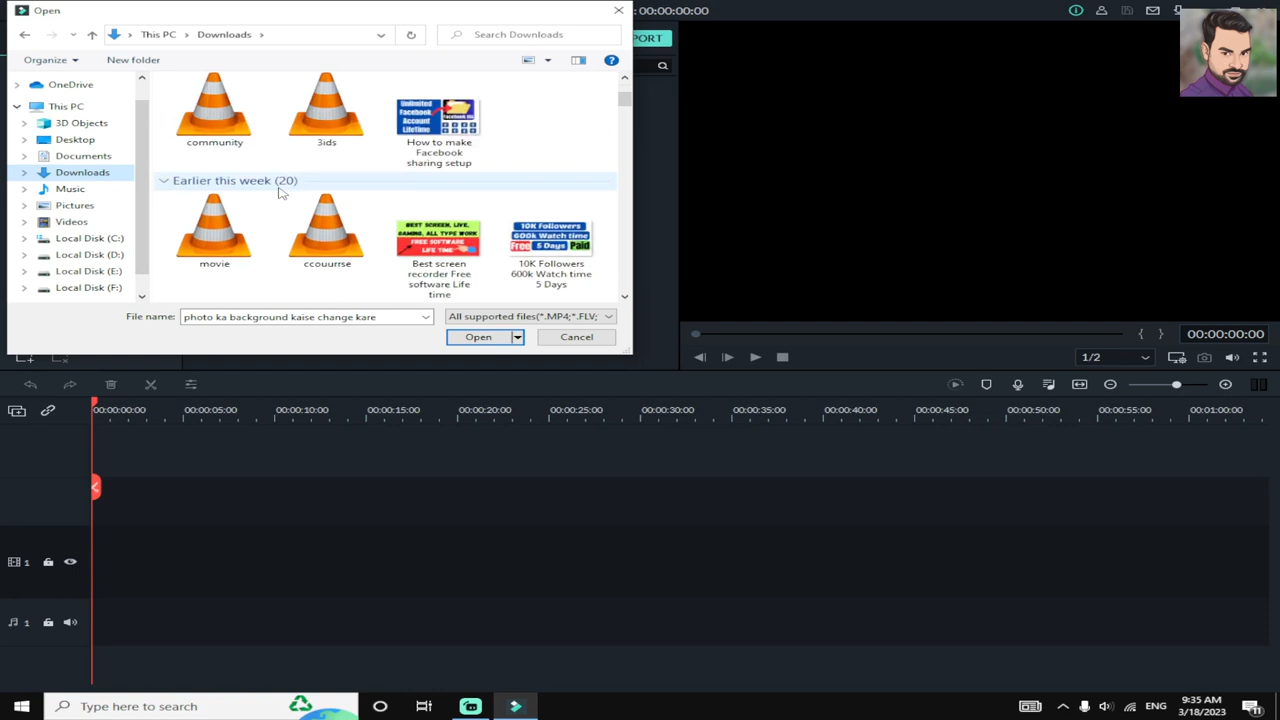 Open
00:00:00:00
This PC
Downloads
Search Downloads
PORT
Organize
New folder
OneDrive
This PC
3D Objects
Desktop
Documents
Downloads
Music
Pictures
Videos
Local Disk (C:)
Local Disk (D:)
Local Disk (E:)
Local Disk (F:)
Unlimited
Facebook
Account
Lifetime
community
3ids
How to make
Facebook
sharing setup
Earlier this week (20)
BEST SCREEN, LIVE,
GAMING, ALL TYPE WORK
FREE SOFTWARE
LIFE TIME
10K Followers
600k Watch time
Free 5 Days Paid
movie
ccouurrse
Best screen
recorder Free
software Life
time
10K Followers
600k Watch time
5 Days
File name:
photo ka background kaise change kare
All supported files(*.MP4;*.FLV;
Open
Cancel
00:00:00:00
1/2
00:00:00:00
00:00:05:00
00:00:10:00
00:00:15:00
00:00:20:00
00:00:25:00
00:00:30:00
00:00:35:00
00:00:40:00
00:00:45:00
00:00:50:00
00:00:55:00
00:01:00:00
1
1
Type here to search
ENG
9:35 AM
3/18/2023